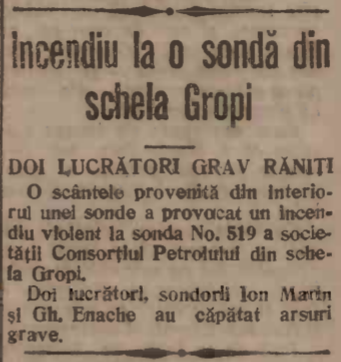 Incendiu la o sondă din
schela Gropi
DOI LUCRĂTORI GRAV RĂNIȚI
O scânteie provenită din interio-
rul unei sonde a provocat un incen-
diu violent la sonda No. 519 a socie-
tății Consorțiul Petrolului din sche-
la Gropi.
Doi lucrători, sondorii Ion Marin
și Gh. Enache au căpătat arsuri
grave.